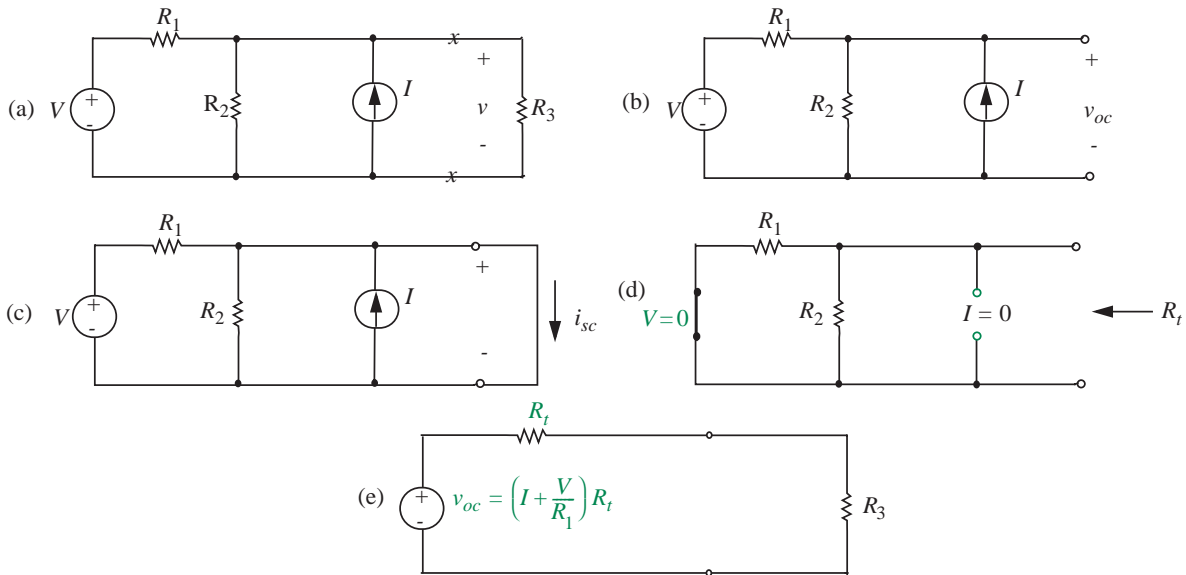 (a)
V
+
-
R1
R2
I
x
x
+
v
-
R3
(b)
V
+
-
R1
R2
I
+
voc
-
(c)
V
+
-
R1
R2
I
+
-
isc
(d)
V = 0
R1
R2
I = 0
Rt
(e)
+
-
Rt
voc = (I + V/R1) Rt
R3